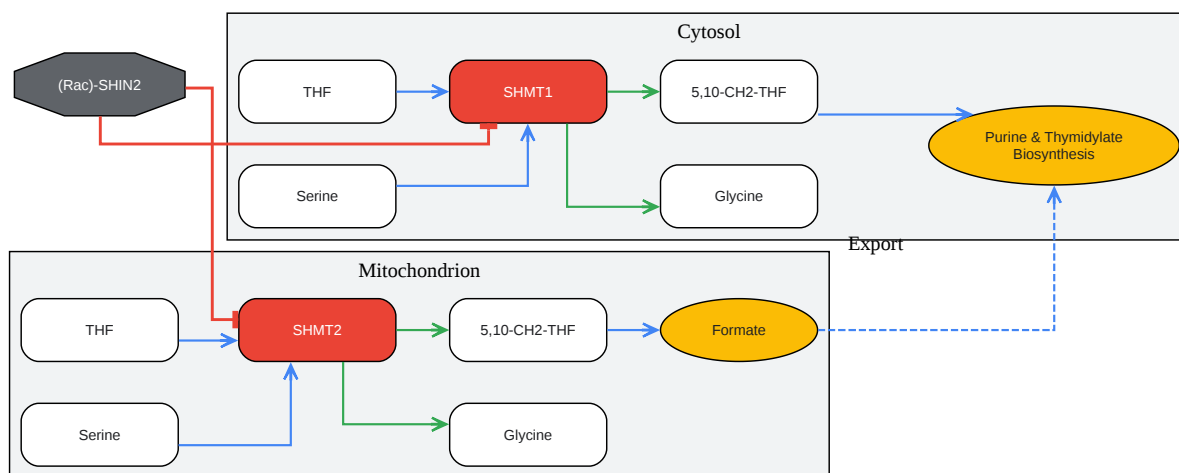 Cytosol
(Rac)-SHIN2
THF
SHMT1
5,10-CH2-THF
Purine & Thymidylate
Biosynthesis
Serine
Glycine
Export
Mitochondrion
THF
SHMT2
5,10-CH2-THF
Formate
Serine
Glycine